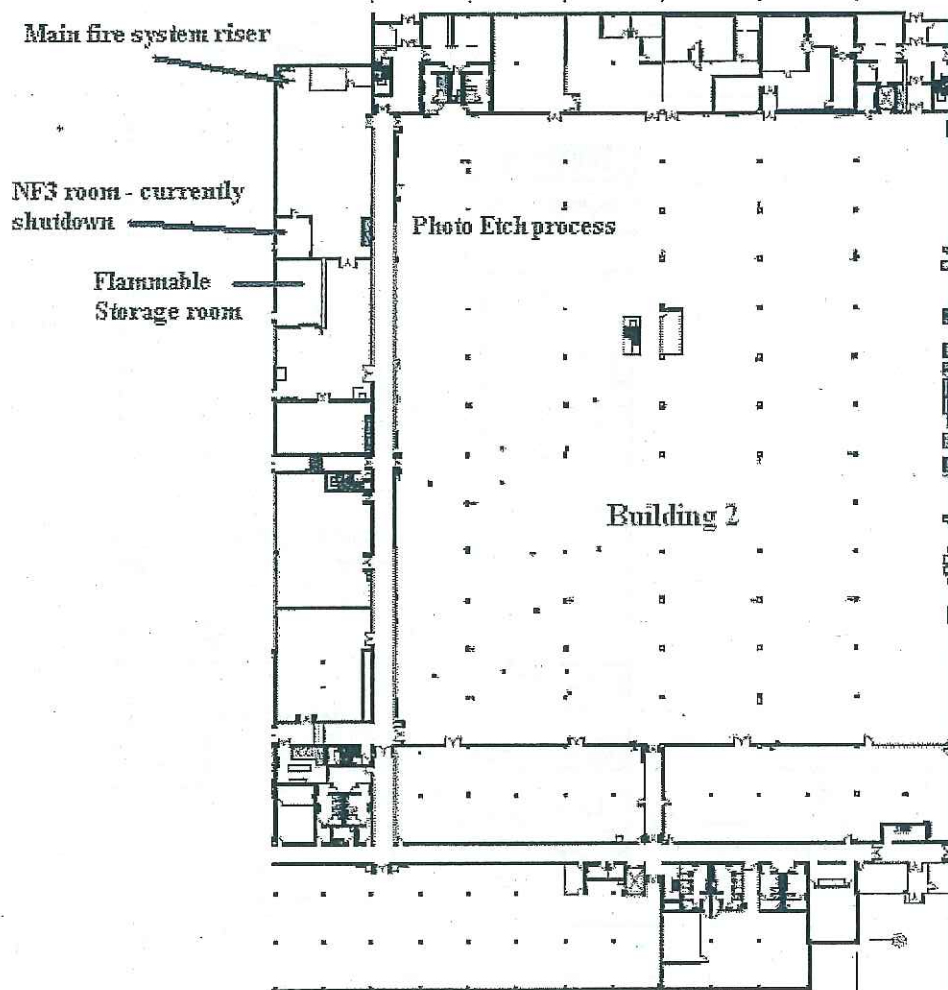 Main fire system riser
NF3 room - currently
shutdown
Photo Etch process
Flammable
Storage room
Building 2